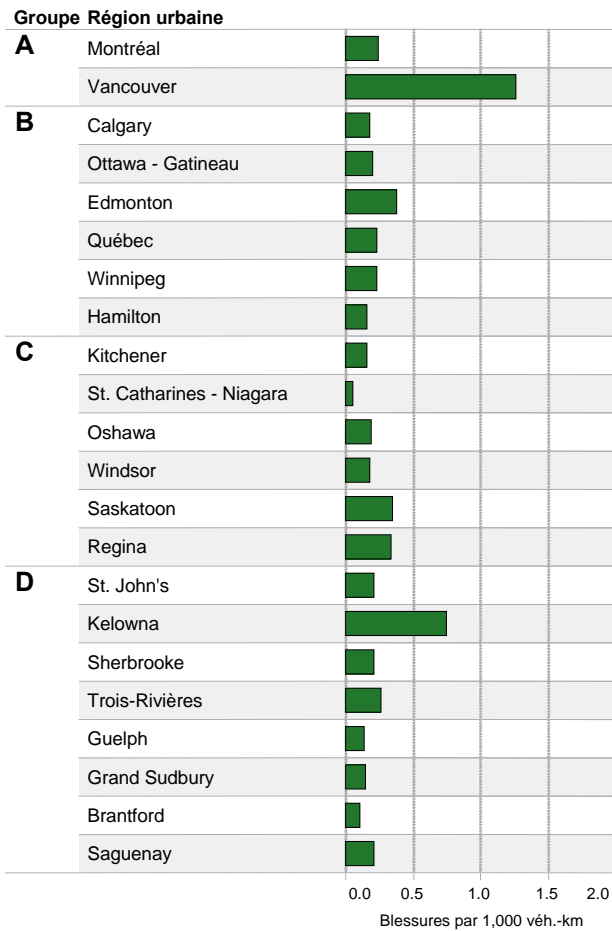 Groupe Région urbaine
A Montréal
Vancouver
B Calgary
Ottawa - Gatineau
Edmonton
Québec
Winnipeg
Hamilton
C Kitchener
St. Catharines - Niagara
Oshawa
Windsor
Saskatoon
Regina
D St. John's
Kelowna
Sherbrooke
Trois-Rivières
Guelph
Grand Sudbury
Brantford
Saguenay
0.0 0.5 1.0 1.5 2.0
Blessures par 1,000 véh.-km